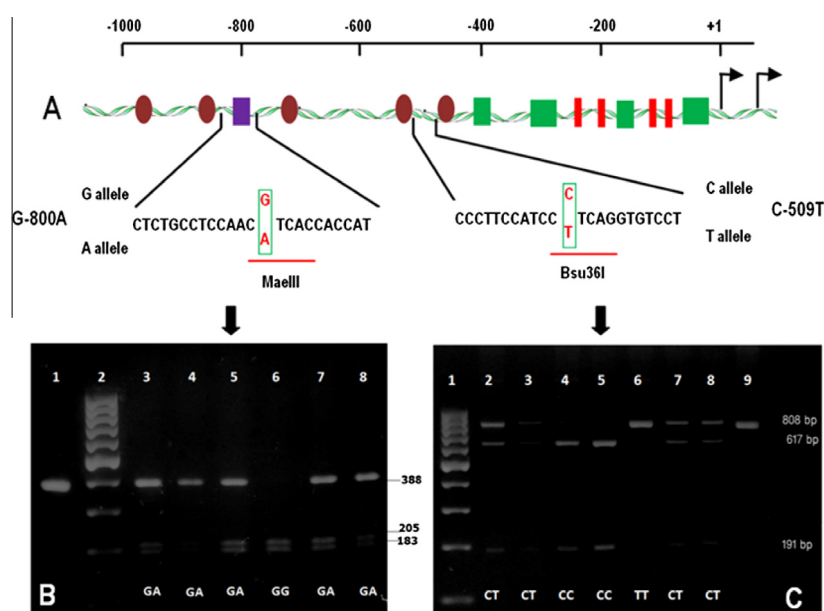 -1000 -800 -600 -400 -200 +1
A
G allele
G-800A
CTCTGCCTCCAAC G TCACCACCAT
A
A allele
MaeIII
C allele
C-509T
CCCTTCCATCC C TCAGGTGTCCT
T
T allele
Bsu36I
1 2 3 4 5 6 7 8
388
205
183
B GA GA GA GG GA GA
1 2 3 4 5 6 7 8 9
808 bp
617 bp
191 bp
CT CT CC CC TT CT CT C